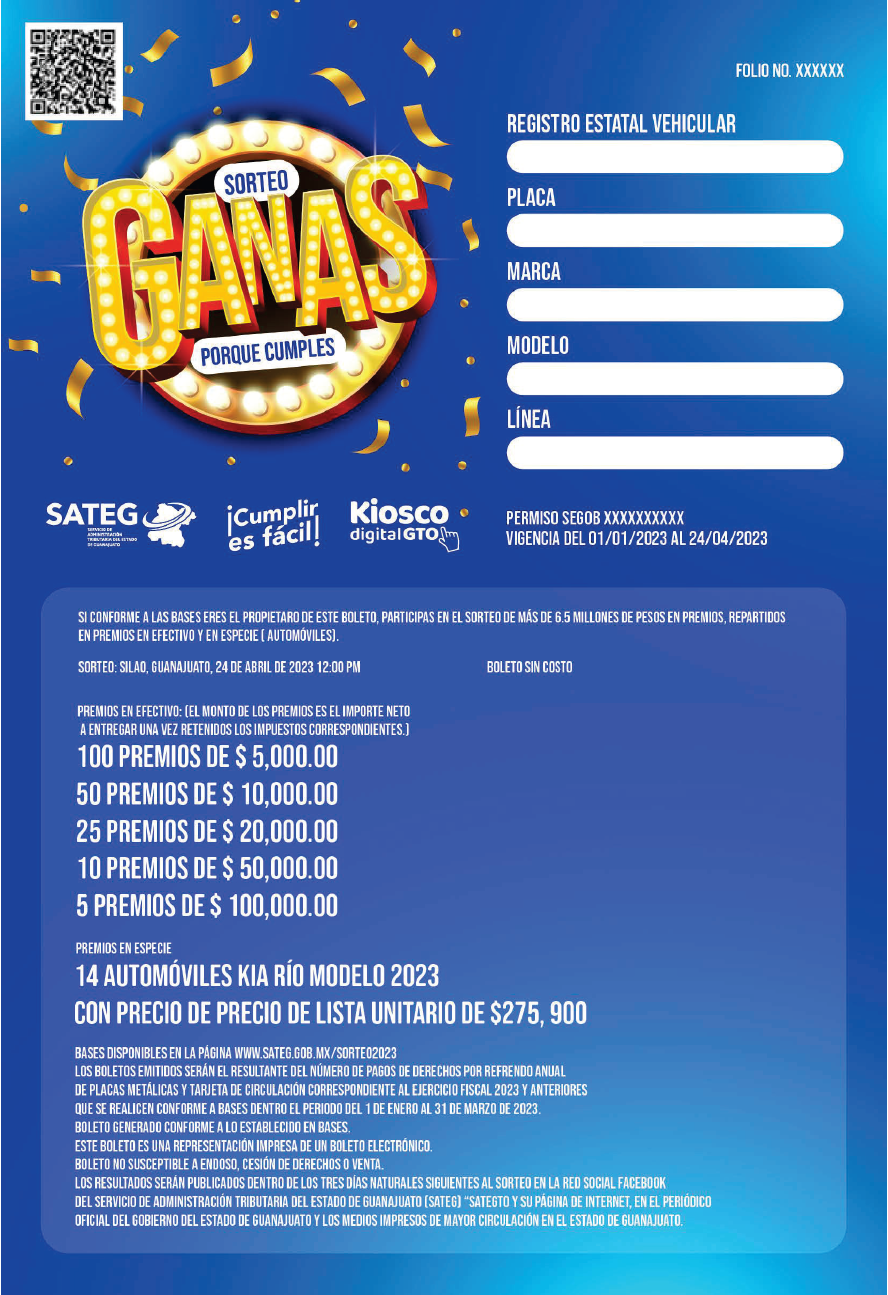 FOLIO NO. XXXXXX
SORTEO
GANAS
PORQUE CUMPLES
REGISTRO ESTATAL VEHICULAR
PLACA
MARCA
MODELO
LÍNEA
SATEG
SERVICIO DE
ADMINISTRACIÓN
TRIBUTARIA DEL ESTADO
DE GUANAJUATO
¡Cumplir
es fácil!
Kiosco
digitalGTO
PERMISO SEGOB XXXXXXXXXX
VIGENCIA DEL 01/01/2023 AL 24/04/2023
SI CONFORME A LAS BASES ERES EL PROPIETARO DE ESTE BOLETO, PARTICIPAS EN EL SORTEO DE MÁS DE 6.5 MILLONES DE PESOS EN PREMIOS, REPARTIDOS
EN PREMIOS EN EFECTIVO Y EN ESPECIE ( AUTOMÓVILES).
SORTEO: SILAO, GUANAJUATO, 24 DE ABRIL DE 2023 12:00 PM
BOLETO SIN COSTO
PREMIOS EN EFECTIVO: (EL MONTO DE LOS PREMIOS ES EL IMPORTE NETO
A ENTREGAR UNA VEZ RETENIDOS LOS IMPUESTOS CORRESPONDIENTES.)
100 PREMIOS DE $ 5,000.00
50 PREMIOS DE $ 10,000.00
25 PREMIOS DE $ 20,000.00
10 PREMIOS DE $ 50,000.00
5 PREMIOS DE $ 100,000.00
PREMIOS EN ESPECIE
14 AUTOMÓVILES KIA RÍO MODELO 2023
CON PRECIO DE PRECIO DE LISTA UNITARIO DE $275, 900
BASES DISPONIBLES EN LA PÁGINA WWW.SATEG.GOB.MX/SORTEO2023
LOS BOLETOS EMITIDOS SERÁN EL RESULTANTE DEL NÚMERO DE PAGOS DE DERECHOS POR REFRENDO ANUAL
DE PLACAS METÁLICAS Y TARJETA DE CIRCULACIÓN CORRESPONDIENTE AL EJERCICIO FISCAL 2023 Y ANTERIORES
QUE SE REALICEN CONFORME A BASES DENTRO EL PERIODO DEL 1 DE ENERO AL 31 DE MARZO DE 2023.
BOLETO GENERADO CONFORME A LO ESTABLECIDO EN BASES.
ESTE BOLETO ES UNA REPRESENTACIÓN IMPRESA DE UN BOLETO ELECTRÓNICO.
BOLETO NO SUSCEPTIBLE A ENDOSO, CESIÓN DE DERECHOS O VENTA.
LOS RESULTADOS SERÁN PUBLICADOS DENTRO DE LOS TRES DÍAS NATURALES SIGUIENTES AL SORTEO EN LA RED SOCIAL FACEBOOK
DEL SERVICIO DE ADMINISTRACIÓN TRIBUTARIA DEL ESTADO DE GUANAJUATO (SATEG) “SATEGTO Y SU PÁGINA DE INTERNET, EN EL PERIÓDICO
OFICIAL DEL GOBIERNO DEL ESTADO DE GUANAJUATO Y LOS MEDIOS IMPRESOS DE MAYOR CIRCULACIÓN EN EL ESTADO DE GUANAJUATO.